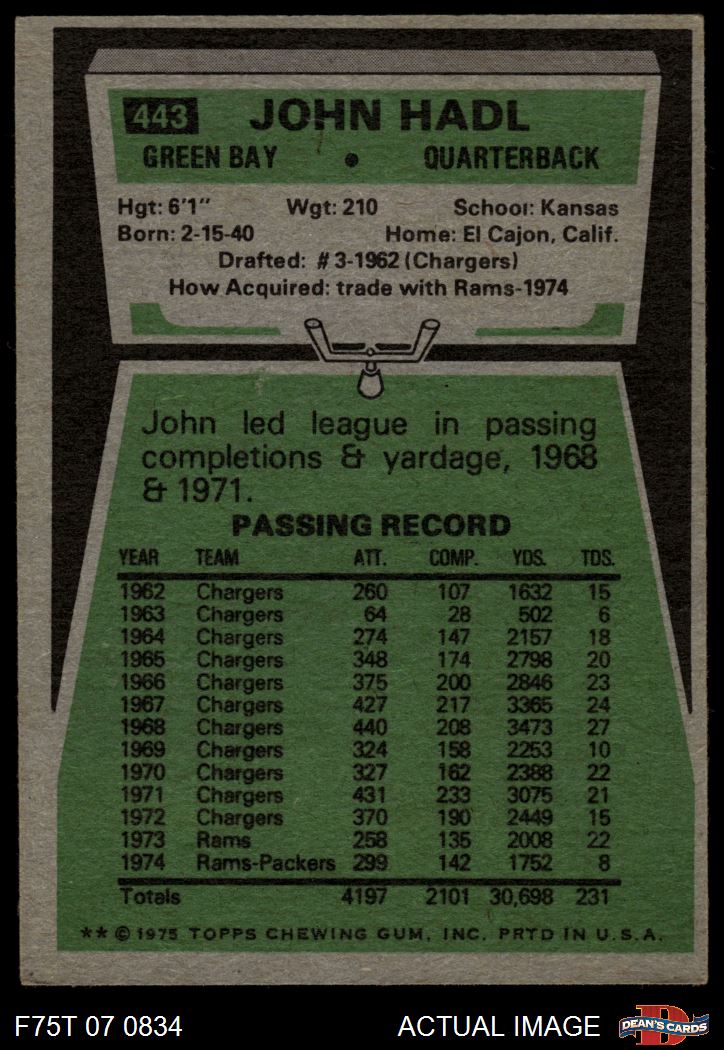 443 JOHN HADL
GREEN BAY • QUARTERBACK
Hgt: 6'1" Wgt: 210 School: Kansas
Born: 2-15-40 Home: El Cajon, Calif.
Drafted: #3-1962 (Chargers)
How Acquired: trade with Rams-1974
John led league in passing
completions & yardage, 1968
& 1971.
PASSING RECORD
YEAR TEAM ATT. COMP. YDS. TDS.
1962 Chargers 260 107 1632 15
1963 Chargers 64 28 502 6
1964 Chargers 274 147 2157 18
1965 Chargers 348 174 2798 20
1966 Chargers 375 200 2846 23
1967 Chargers 427 217 3365 24
1968 Chargers 440 208 3473 27
1969 Chargers 324 158 2253 10
1970 Chargers 327 162 2388 22
1971 Chargers 431 233 3075 21
1972 Chargers 370 190 2449 15
1973 Rams 258 135 2008 22
1974 Rams-Packers 299 142 1752 8
Totals 4197 2101 30,698 231
** © 1975 TOPPS CHEWING GUM, INC. PRTD IN U.S.A.
F75T 07 0834 ACTUAL IMAGE D DEAN'S CARDS